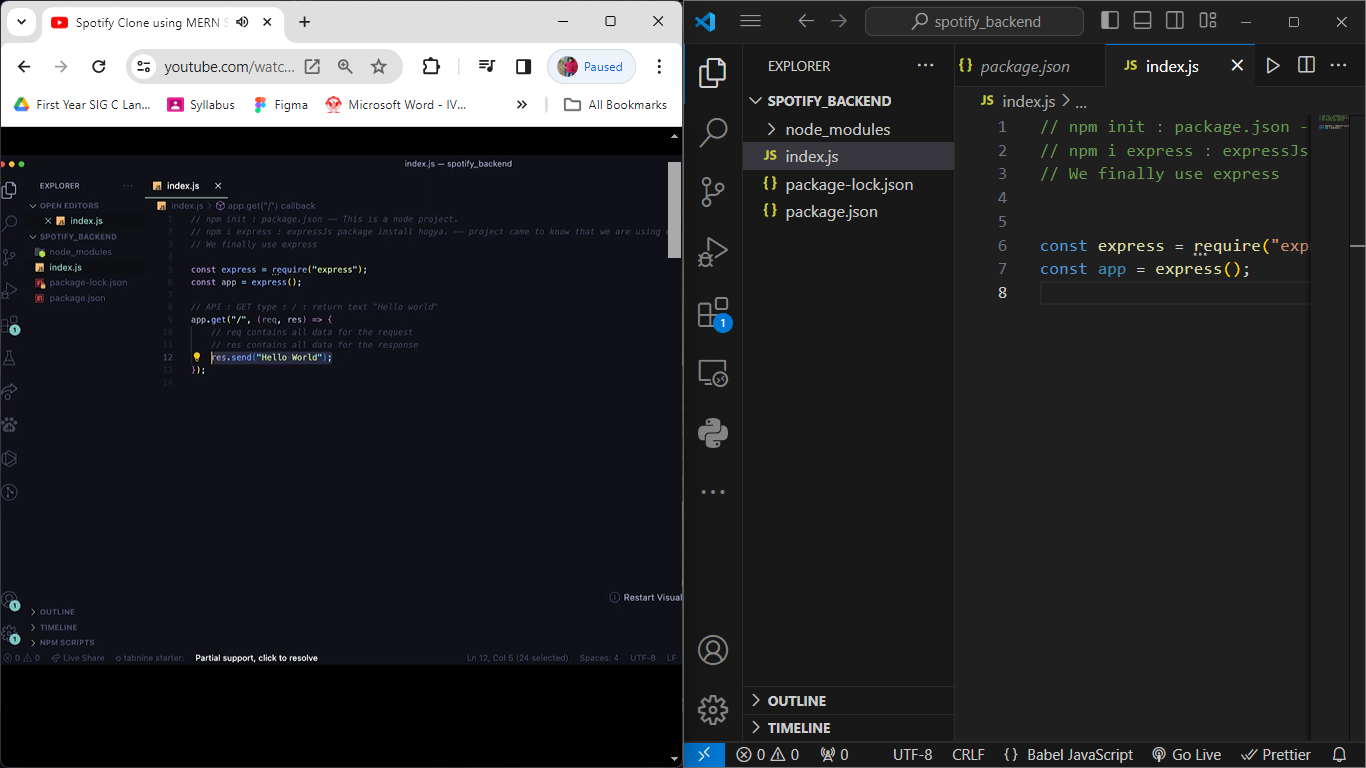 Spotify Clone using MERN S
youtube.com/watc...
Paused
First Year SIG C Lan...
Syllabus
Figma
Microsoft Word - IV...
»
All Bookmarks
index.js — spotify_backend
EXPLORER
index.js
OPEN EDITORS
index.js
SPOTIFY_BACKEND
node_modules
index.js
package-lock.json
package.json
index.js > app.get("/") callback
1 // npm init : package.json —— This is a node project.
2 // npm i express : expressJs package install hogya. —— project came to know that we are using e
3 // We finally use express
4
5 const express = require("express");
6 const app = express();
7
8 // API : GET type : / : return text "Hello world"
9 app.get("/", (req, res) => {
10 // req contains all data for the request
11 // res contains all data for the response
12 res.send("Hello World");
13 });
14
1
1
1
OUTLINE
TIMELINE
NPM SCRIPTS
Restart Visual
0 0 Live Share tabnine starter: Partial support, click to resolve Ln 12, Col 5 (24 selected) Spaces: 4 UTF-8 LF
spotify_backend
EXPLORER
SPOTIFY_BACKEND
node_modules
JS index.js
{} package-lock.json
{} package.json
1
OUTLINE
TIMELINE
{} package.json
JS index.js
JS index.js > ...
1 // npm init : package.json -
2 // npm i express : expressJs
3 // We finally use express
4
5
6 const express = require("exp
7 const app = express();
8
0 0 0 UTF-8 CRLF {} Babel JavaScript Go Live Prettier